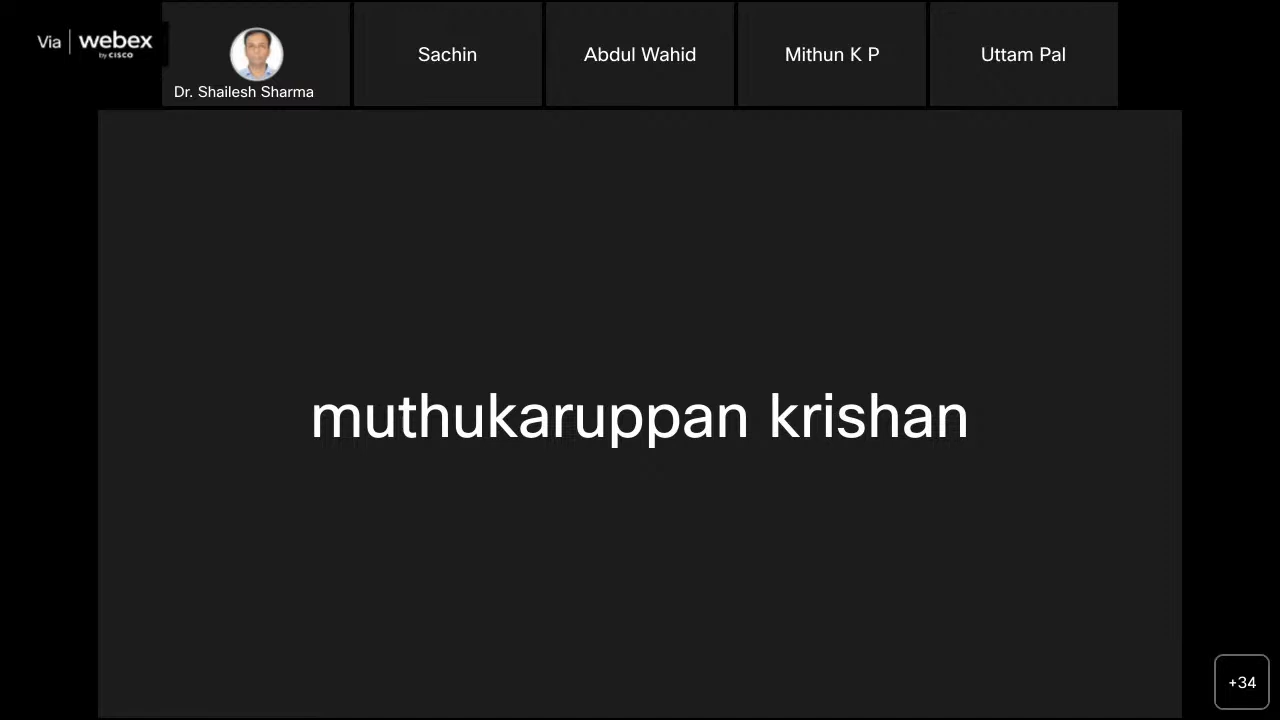 Via webex
by CISCO
Dr. Shailesh Sharma
Sachin
Abdul Wahid
Mithun K P
Uttam Pal
muthukaruppan krishan
+34